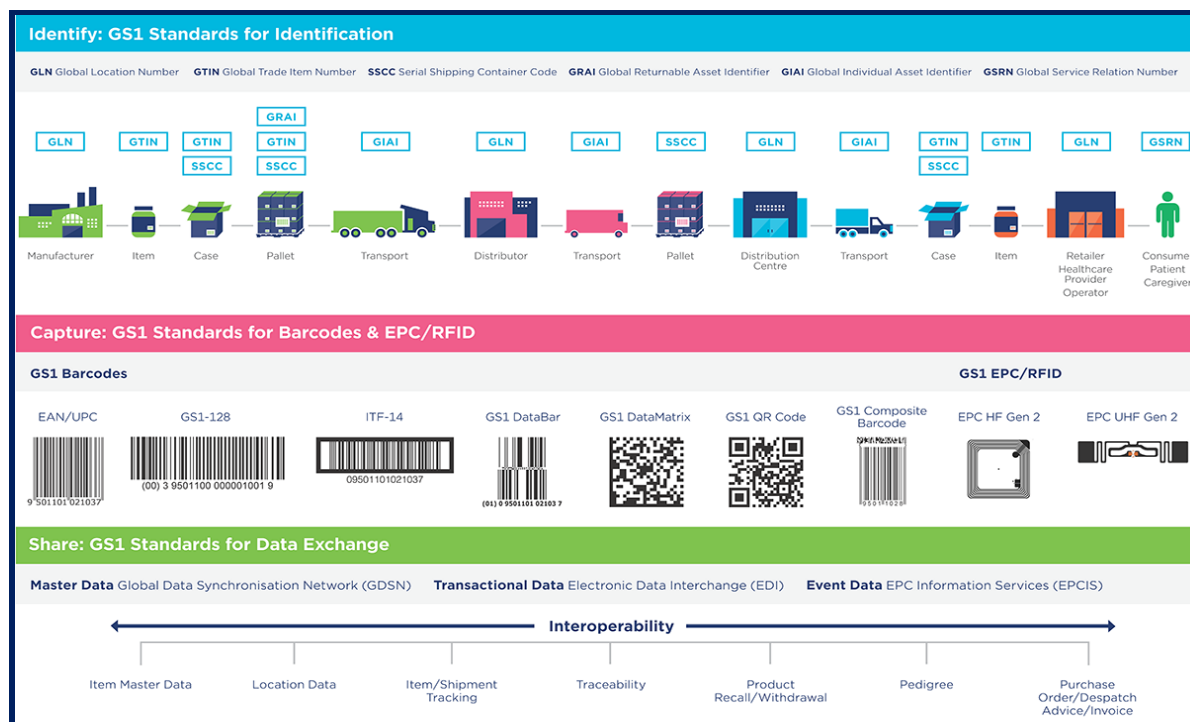 Identify: GS1 Standards for Identification
GLN Global Location Number GTIN Global Trade Item Number SSCC Serial Shipping Container Code GRAI Global Returnable Asset Identifier GIAI Global Individual Asset Identifier GSRN Global Service Relation Number
GRAI
GLN GTIN GTIN GTIN GIAI GLN GIAI SSCC GLN GIAI GTIN GTIN GLN GSRN
SSCC SSCC SSCC
Manufacturer Item Case Pallet Transport Distributor Transport Pallet Distribution Transport Case Item Retailer Consumer
Centre Healthcare Patient
Provider Caregiver
Operator
Capture: GS1 Standards for Barcodes & EPC/RFID
GS1 Barcodes GS1 EPC/RFID
EAN/UPC GS1-128 ITF-14 GS1 DataBar GS1 DataMatrix GS1 QR Code GS1 Composite EPC HF Gen 2 EPC UHF Gen 2
Barcode
9 501101 021037 (00) 3 9501100 000001001 9 09501101021037 (01) 0 9501101 02103 7 95011028
Share: GS1 Standards for Data Exchange
Master Data Global Data Synchronisation Network (GDSN) Transactional Data Electronic Data Interchange (EDI) Event Data EPC Information Services (EPCIS)
Interoperability
Item Master Data Location Data Item/Shipment Traceability Product Pedigree Purchase
Tracking Recall/Withdrawal Order/Despatch
Advice/Invoice